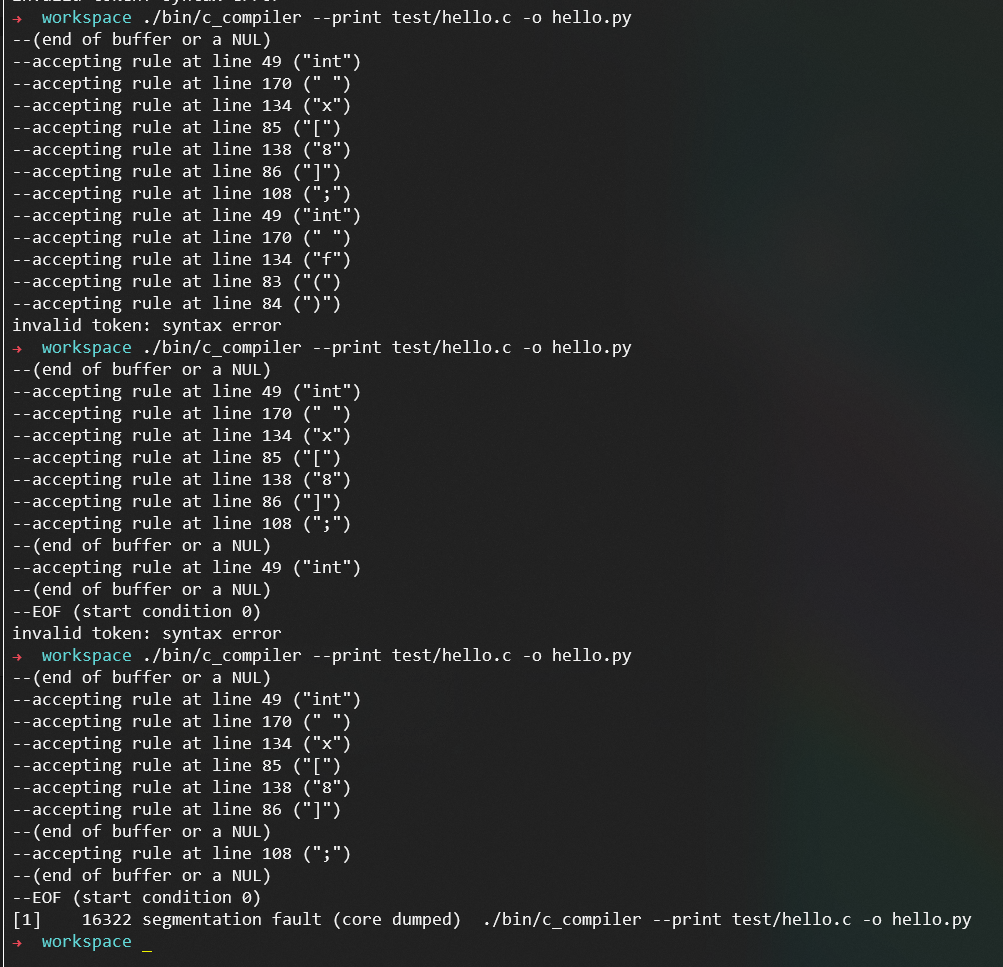 → workspace ./bin/c_compiler --print test/hello.c -o hello.py
--(end of buffer or a NUL)
--accepting rule at line 49 ("int")
--accepting rule at line 170 (" ")
--accepting rule at line 134 ("x")
--accepting rule at line 85 ("[")
--accepting rule at line 138 ("8")
--accepting rule at line 86 ("]")
--accepting rule at line 108 (";")
--accepting rule at line 49 ("int")
--accepting rule at line 170 (" ")
--accepting rule at line 134 ("f")
--accepting rule at line 83 ("(")
--accepting rule at line 84 (")")
invalid token: syntax error
→ workspace ./bin/c_compiler --print test/hello.c -o hello.py
--(end of buffer or a NUL)
--accepting rule at line 49 ("int")
--accepting rule at line 170 (" ")
--accepting rule at line 134 ("x")
--accepting rule at line 85 ("[")
--accepting rule at line 138 ("8")
--accepting rule at line 86 ("]")
--accepting rule at line 108 (";")
--(end of buffer or a NUL)
--accepting rule at line 49 ("int")
--(end of buffer or a NUL)
--EOF (start condition 0)
invalid token: syntax error
→ workspace ./bin/c_compiler --print test/hello.c -o hello.py
--(end of buffer or a NUL)
--accepting rule at line 49 ("int")
--accepting rule at line 170 (" ")
--accepting rule at line 134 ("x")
--accepting rule at line 85 ("[")
--accepting rule at line 138 ("8")
--accepting rule at line 86 ("]")
--(end of buffer or a NUL)
--accepting rule at line 108 (";")
--(end of buffer or a NUL)
--EOF (start condition 0)
[1]    16322 segmentation fault (core dumped)  ./bin/c_compiler --print test/hello.c -o hello.py
→ workspace _